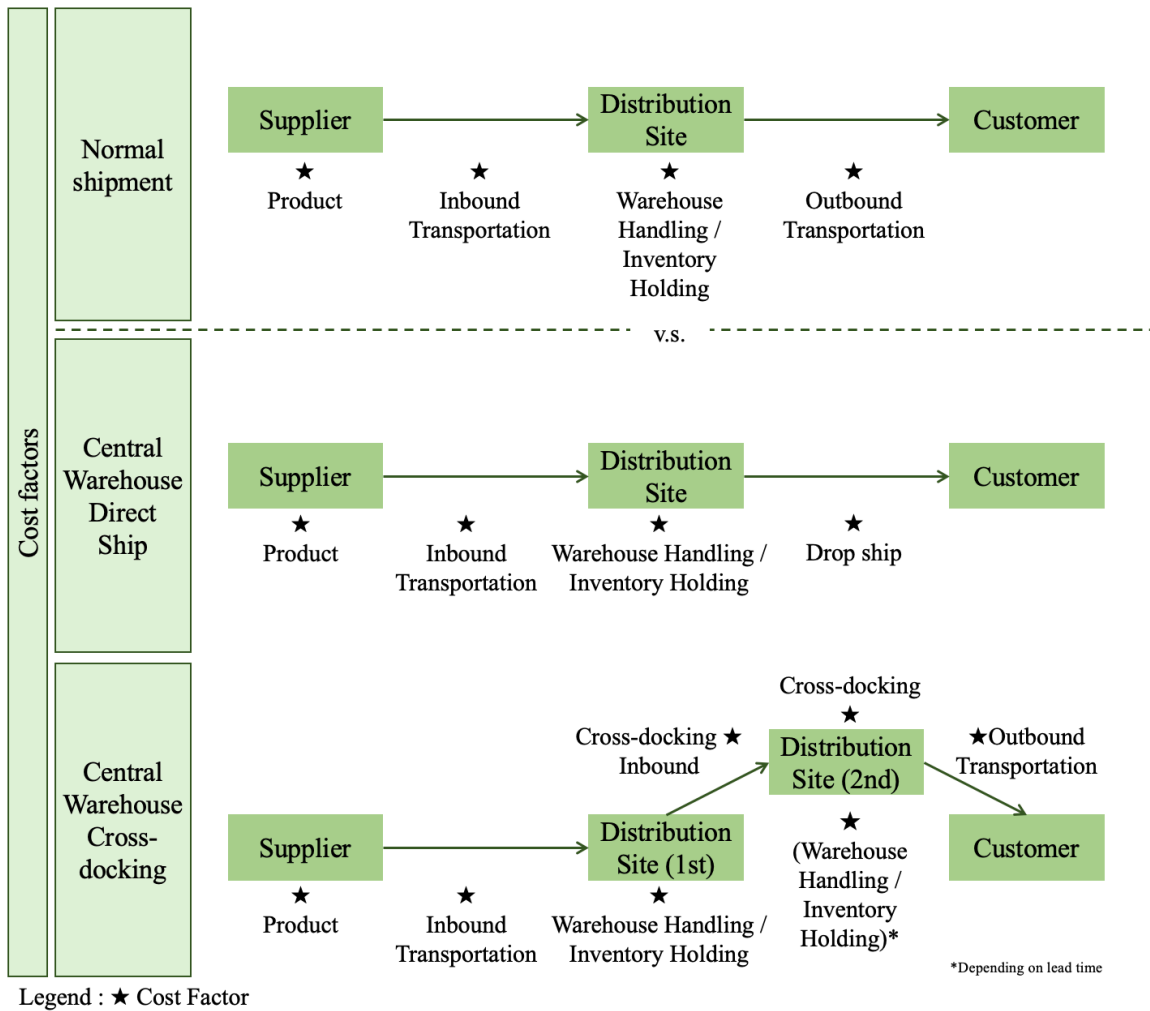 Cost factors
Normal
shipment
Supplier
Distribution
Site
Customer
★
Product
★
Inbound
Transportation
★
Warehouse
Handling /
Inventory
Holding
★
Outbound
Transportation
v.s.
Central
Warehouse
Direct
Ship
Supplier
Distribution
Site
Customer
★
Product
★
Inbound
Transportation
★
Warehouse Handling /
Inventory Holding
★
Drop ship
Central
Warehouse
Cross-
docking
Supplier
Distribution
Site (1st)
Cross-docking ★
Inbound
Cross-docking
★
Distribution
Site (2nd)
★Outbound
Transportation
Customer
★
Product
★
Inbound
Transportation
★
Warehouse Handling /
Inventory Holding
★
(Warehouse
Handling /
Inventory
Holding)*
*Depending on lead time
Legend : ★ Cost Factor